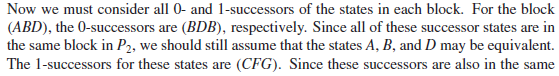 Now we must consider all 0- and 1-successors of the states in each block. For the block
(ABD), the 0-successors are (BDB), respectively. Since all of these successor states are in
the same block in P₂, we should still assume that the states A, B, and D may be equivalent.
The 1-successors for these states are (CFG). Since these successors are also in the same